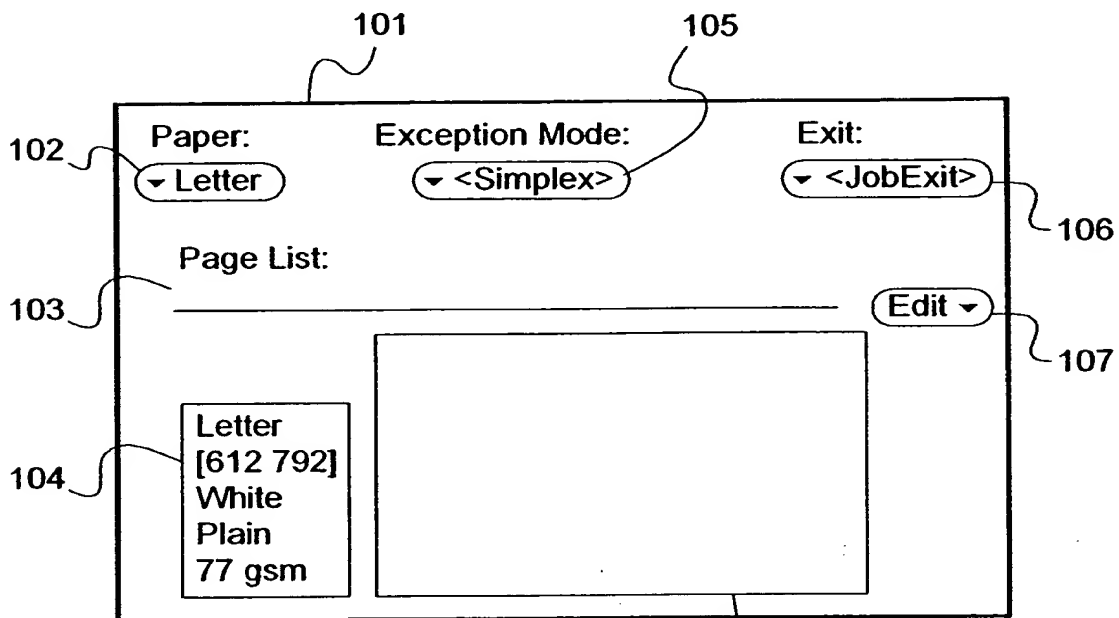 101
105
Paper:
Exception Mode:
Exit:
102
Letter
<Simplex>
<JobExit>
106
Page List:
103
Edit
107
104
Letter
[612 792]
White
Plain
77 gsm